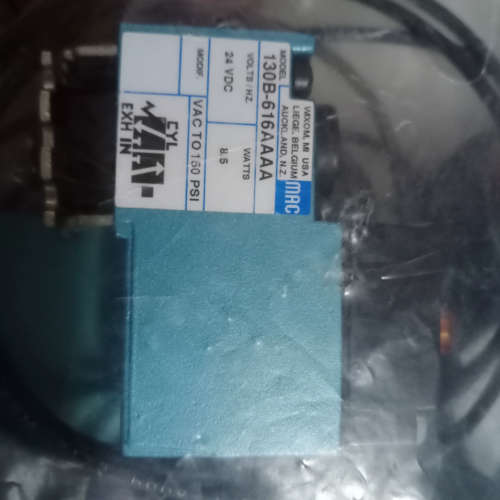 MAC
WIXOM, MI USA
LIEGE, BELGIUM
AUCKLAND, N.Z.
MODEL
130B-616AAAA
VOLTS / HZ.
24 VDC
WATTS
8.5
MODIF.
VAC TO 150 PSI
CYL
EXH IN